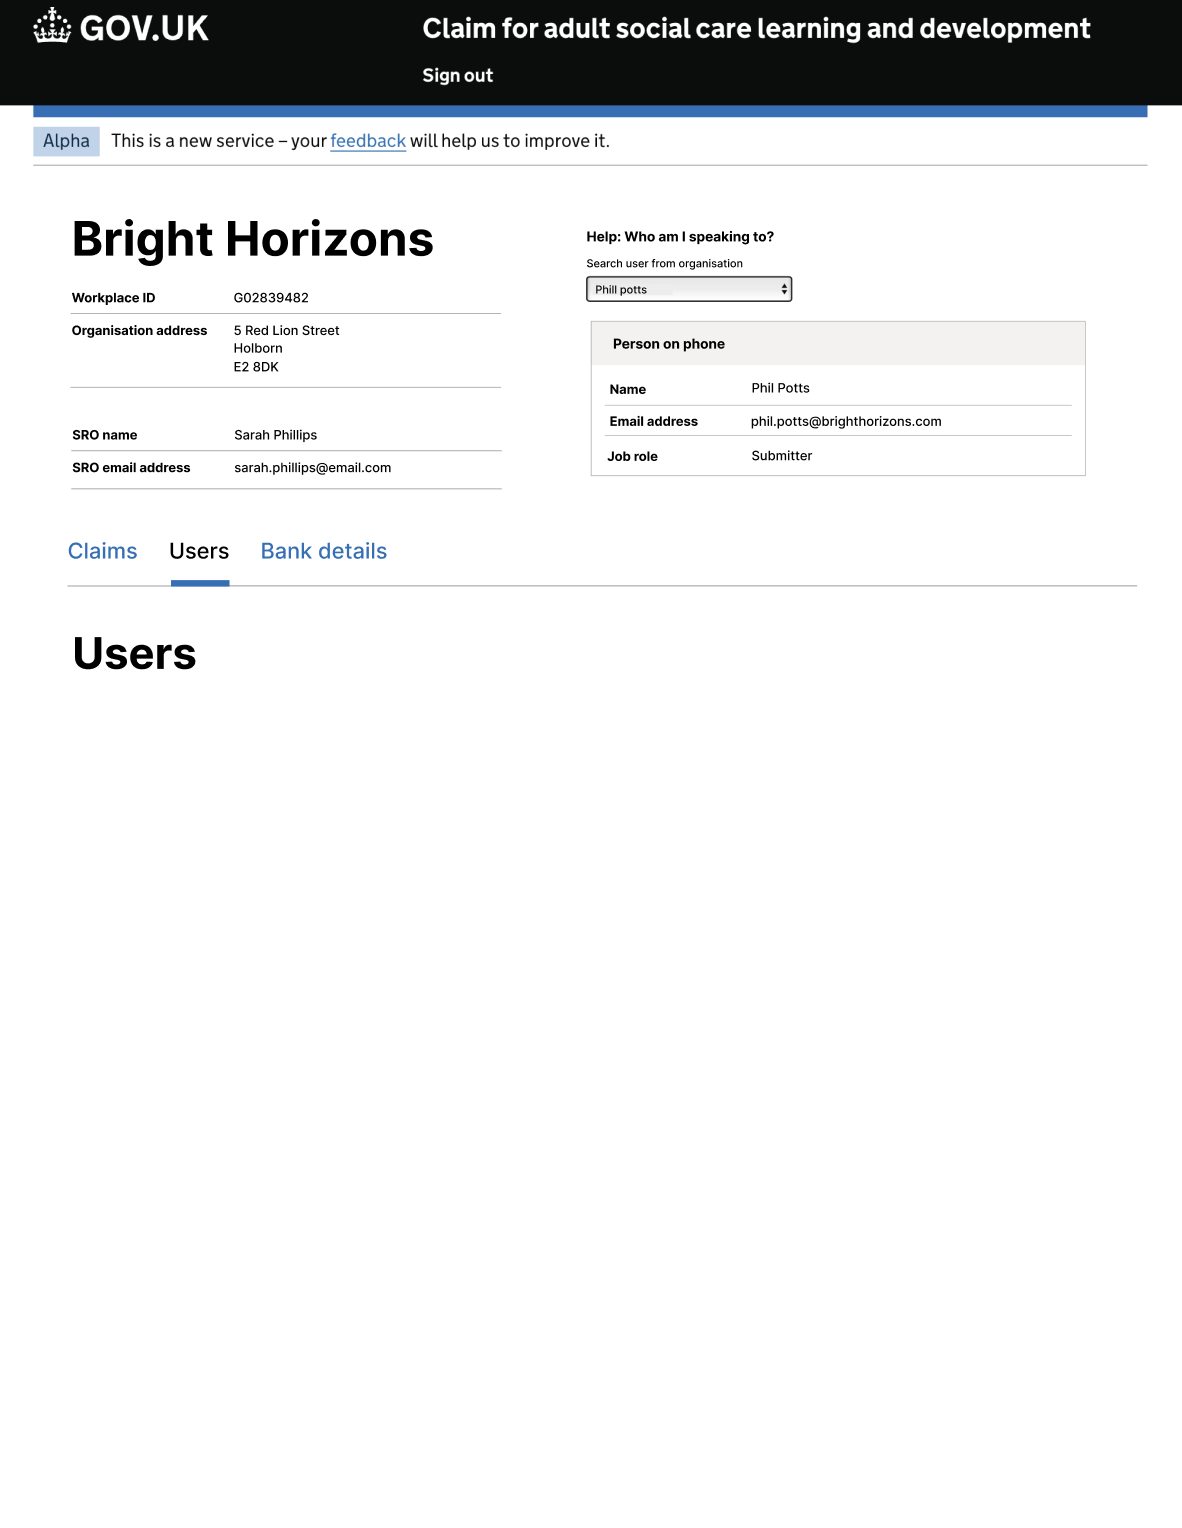 GOV.UK
Claim for adult social care learning and development
Sign out
Alpha This is a new service – your feedback will help us to improve it.
Bright Horizons
Workplace ID G02839482
Organisation address 5 Red Lion Street
Holborn
E2 8DK
SRO name Sarah Phillips
SRO email address sarah.phillips@email.com
Help: Who am I speaking to?
Search user from organisation
Phill potts
Person on phone
Name Phil Potts
Email address phil.potts@brighthorizons.com
Job role Submitter
Claims Users Bank details
Users